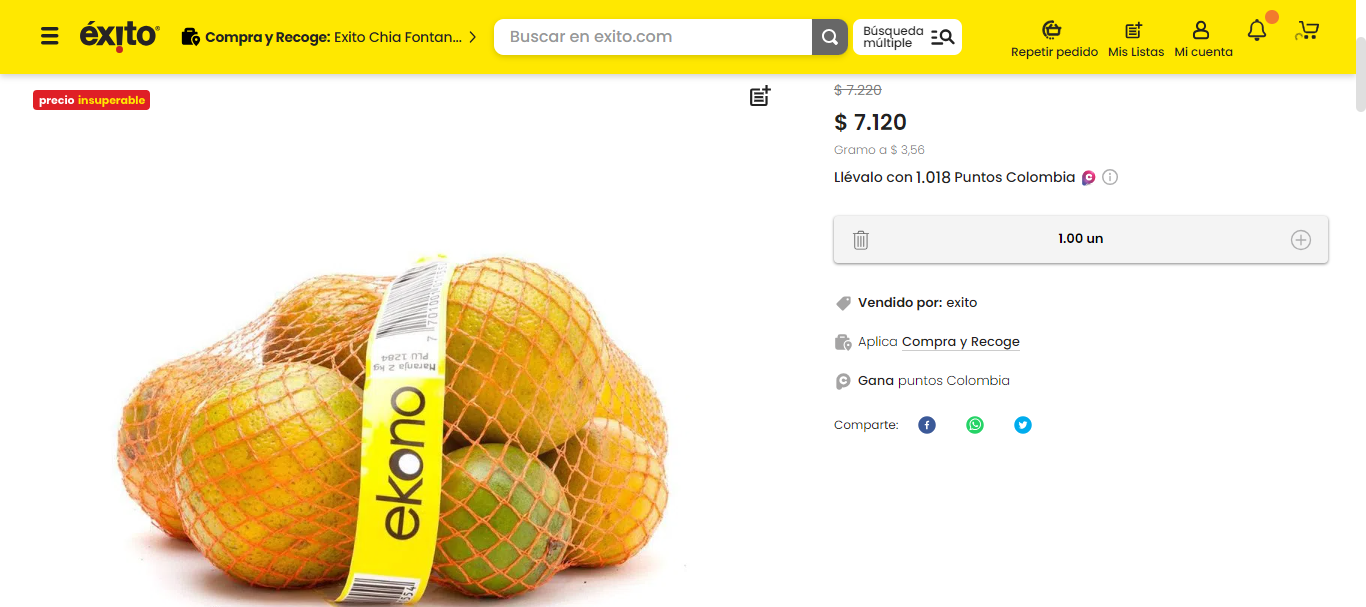 éxito
Compra y Recoge: Exito Chia Fontan...
Buscar en exito.com
Búsqueda
múltiple
Repetir pedido
Mis Listas
Mi cuenta
precio insuperable
$ 7.220
$ 7.120
Gramo a $ 3,56
Llévalo con 1.018 Puntos Colombia
1.00 un
Vendido por: exito
Aplica Compra y Recoge
Gana puntos Colombia
Comparte:
PLU 1284
Naranja 2 kg
ekono